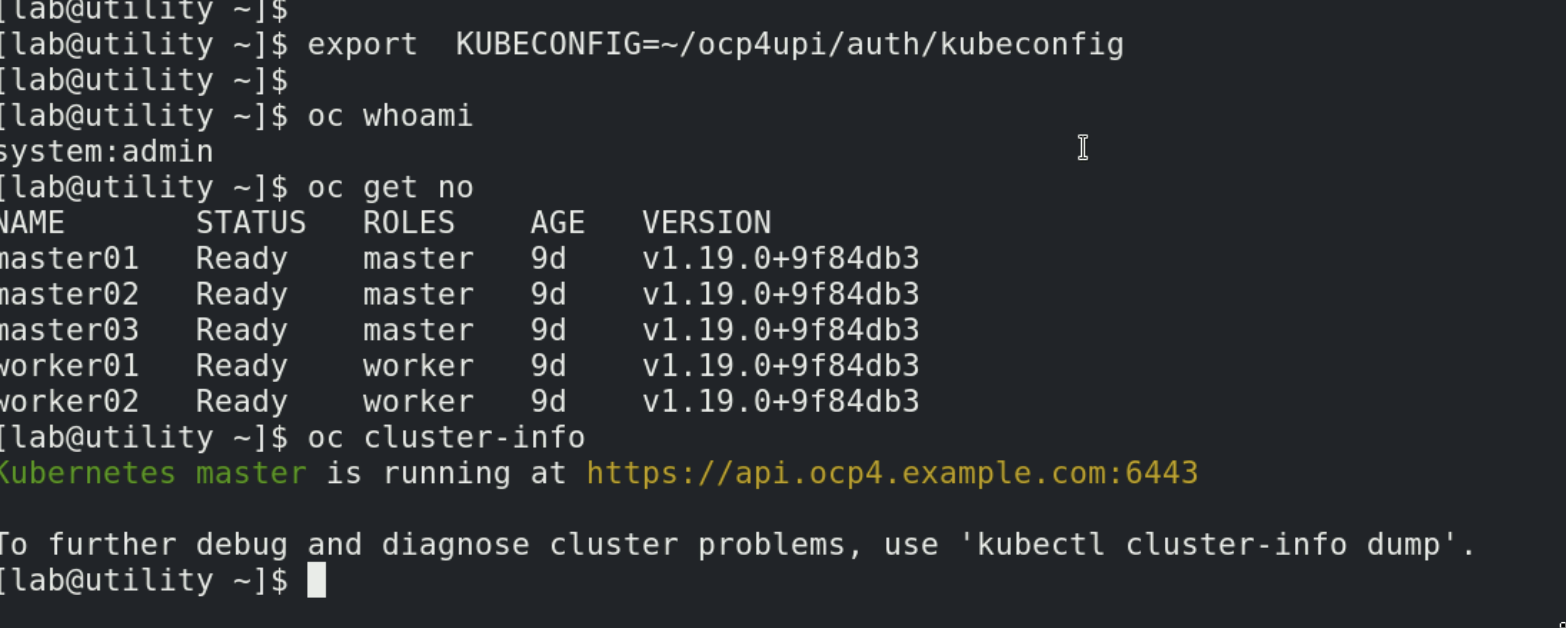 [lab@utility ~]$
[lab@utility ~]$ export  KUBECONFIG=~/ocp4upi/auth/kubeconfig
[lab@utility ~]$
[lab@utility ~]$ oc whoami
system:admin
[lab@utility ~]$ oc get no
NAME       STATUS   ROLES    AGE   VERSION
master01   Ready    master   9d    v1.19.0+9f84db3
master02   Ready    master   9d    v1.19.0+9f84db3
master03   Ready    master   9d    v1.19.0+9f84db3
worker01   Ready    worker   9d    v1.19.0+9f84db3
worker02   Ready    worker   9d    v1.19.0+9f84db3
[lab@utility ~]$ oc cluster-info
Kubernetes master is running at https://api.ocp4.example.com:6443
To further debug and diagnose cluster problems, use 'kubectl cluster-info dump'.
[lab@utility ~]$